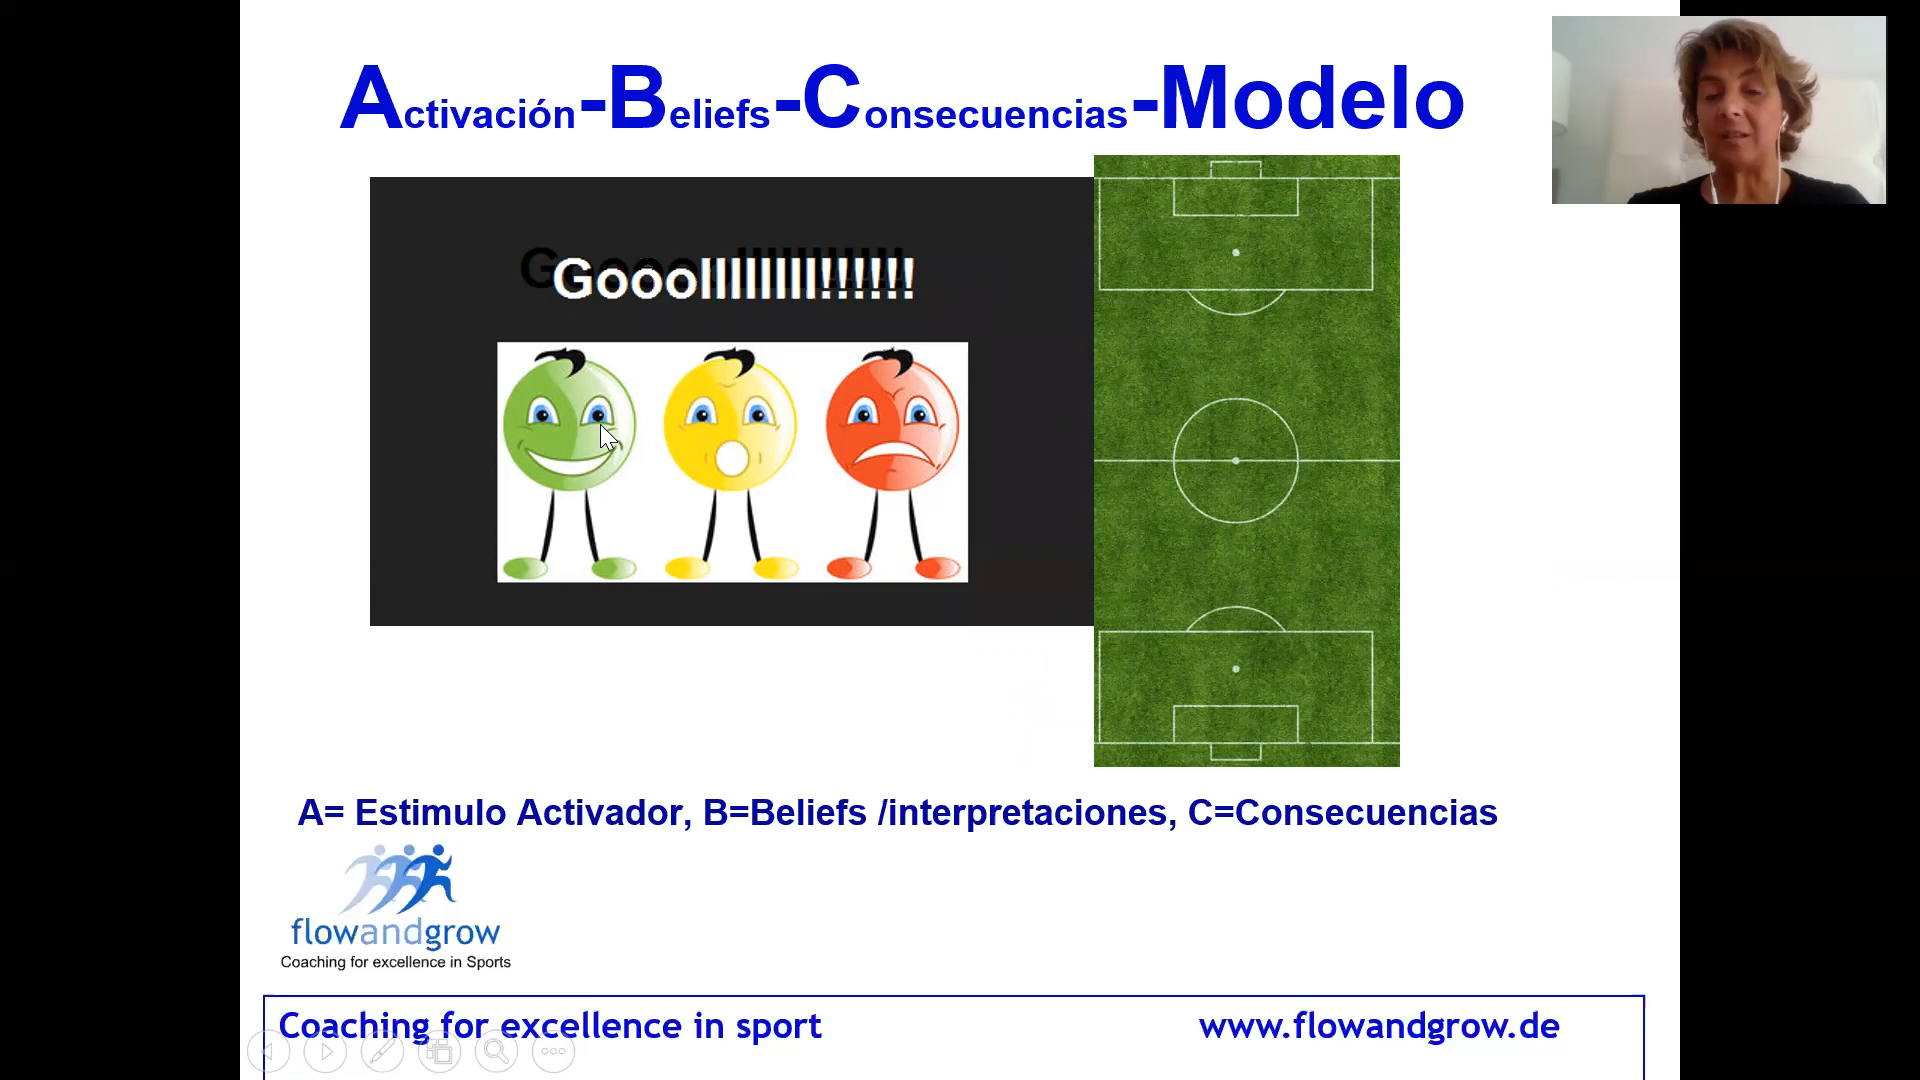 Activación-Beliefs-Consecuencias-Modelo
Gooollllllll!!!!!!
A= Estimulo Activador, B=Beliefs /interpretaciones, C=Consecuencias
flowandgrow
Coaching for excellence in Sports
Coaching for excellence in sport
www.flowandgrow.de